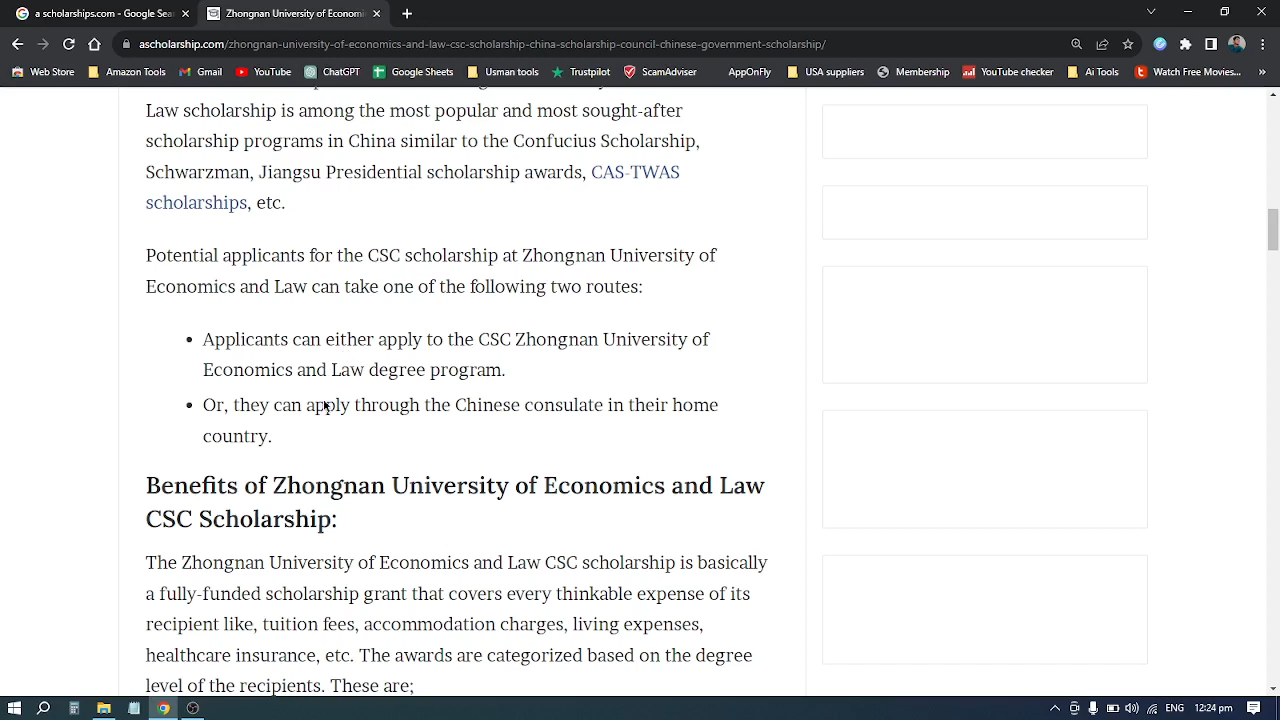 a scholarships.com - Google Sea
Zhongnan University of Economi
ascholarship.com/zhongnan-university-of-economics-and-law-csc-scholarship-china-scholarship-council-chinese-government-scholarship/
Web Store Amazon Tools Gmail YouTube ChatGPT Google Sheets Usman tools Trustpilot ScamAdviser AppOnFly USA suppliers Membership YouTube checker Ai Tools Watch Free Movies... »
Law scholarship is among the most popular and most sought-after
scholarship programs in China similar to the Confucius Scholarship,
Schwarzman, Jiangsu Presidential scholarship awards, CAS-TWAS
scholarships, etc.
Potential applicants for the CSC scholarship at Zhongnan University of
Economics and Law can take one of the following two routes:
• Applicants can either apply to the CSC Zhongnan University of
Economics and Law degree program.
• Or, they can apply through the Chinese consulate in their home
country.
Benefits of Zhongnan University of Economics and Law
CSC Scholarship:
The Zhongnan University of Economics and Law CSC scholarship is basically
a fully-funded scholarship grant that covers every thinkable expense of its
recipient like, tuition fees, accommodation charges, living expenses,
healthcare insurance, etc. The awards are categorized based on the degree
level of the recipients. These are;
ENG 12:24 pm